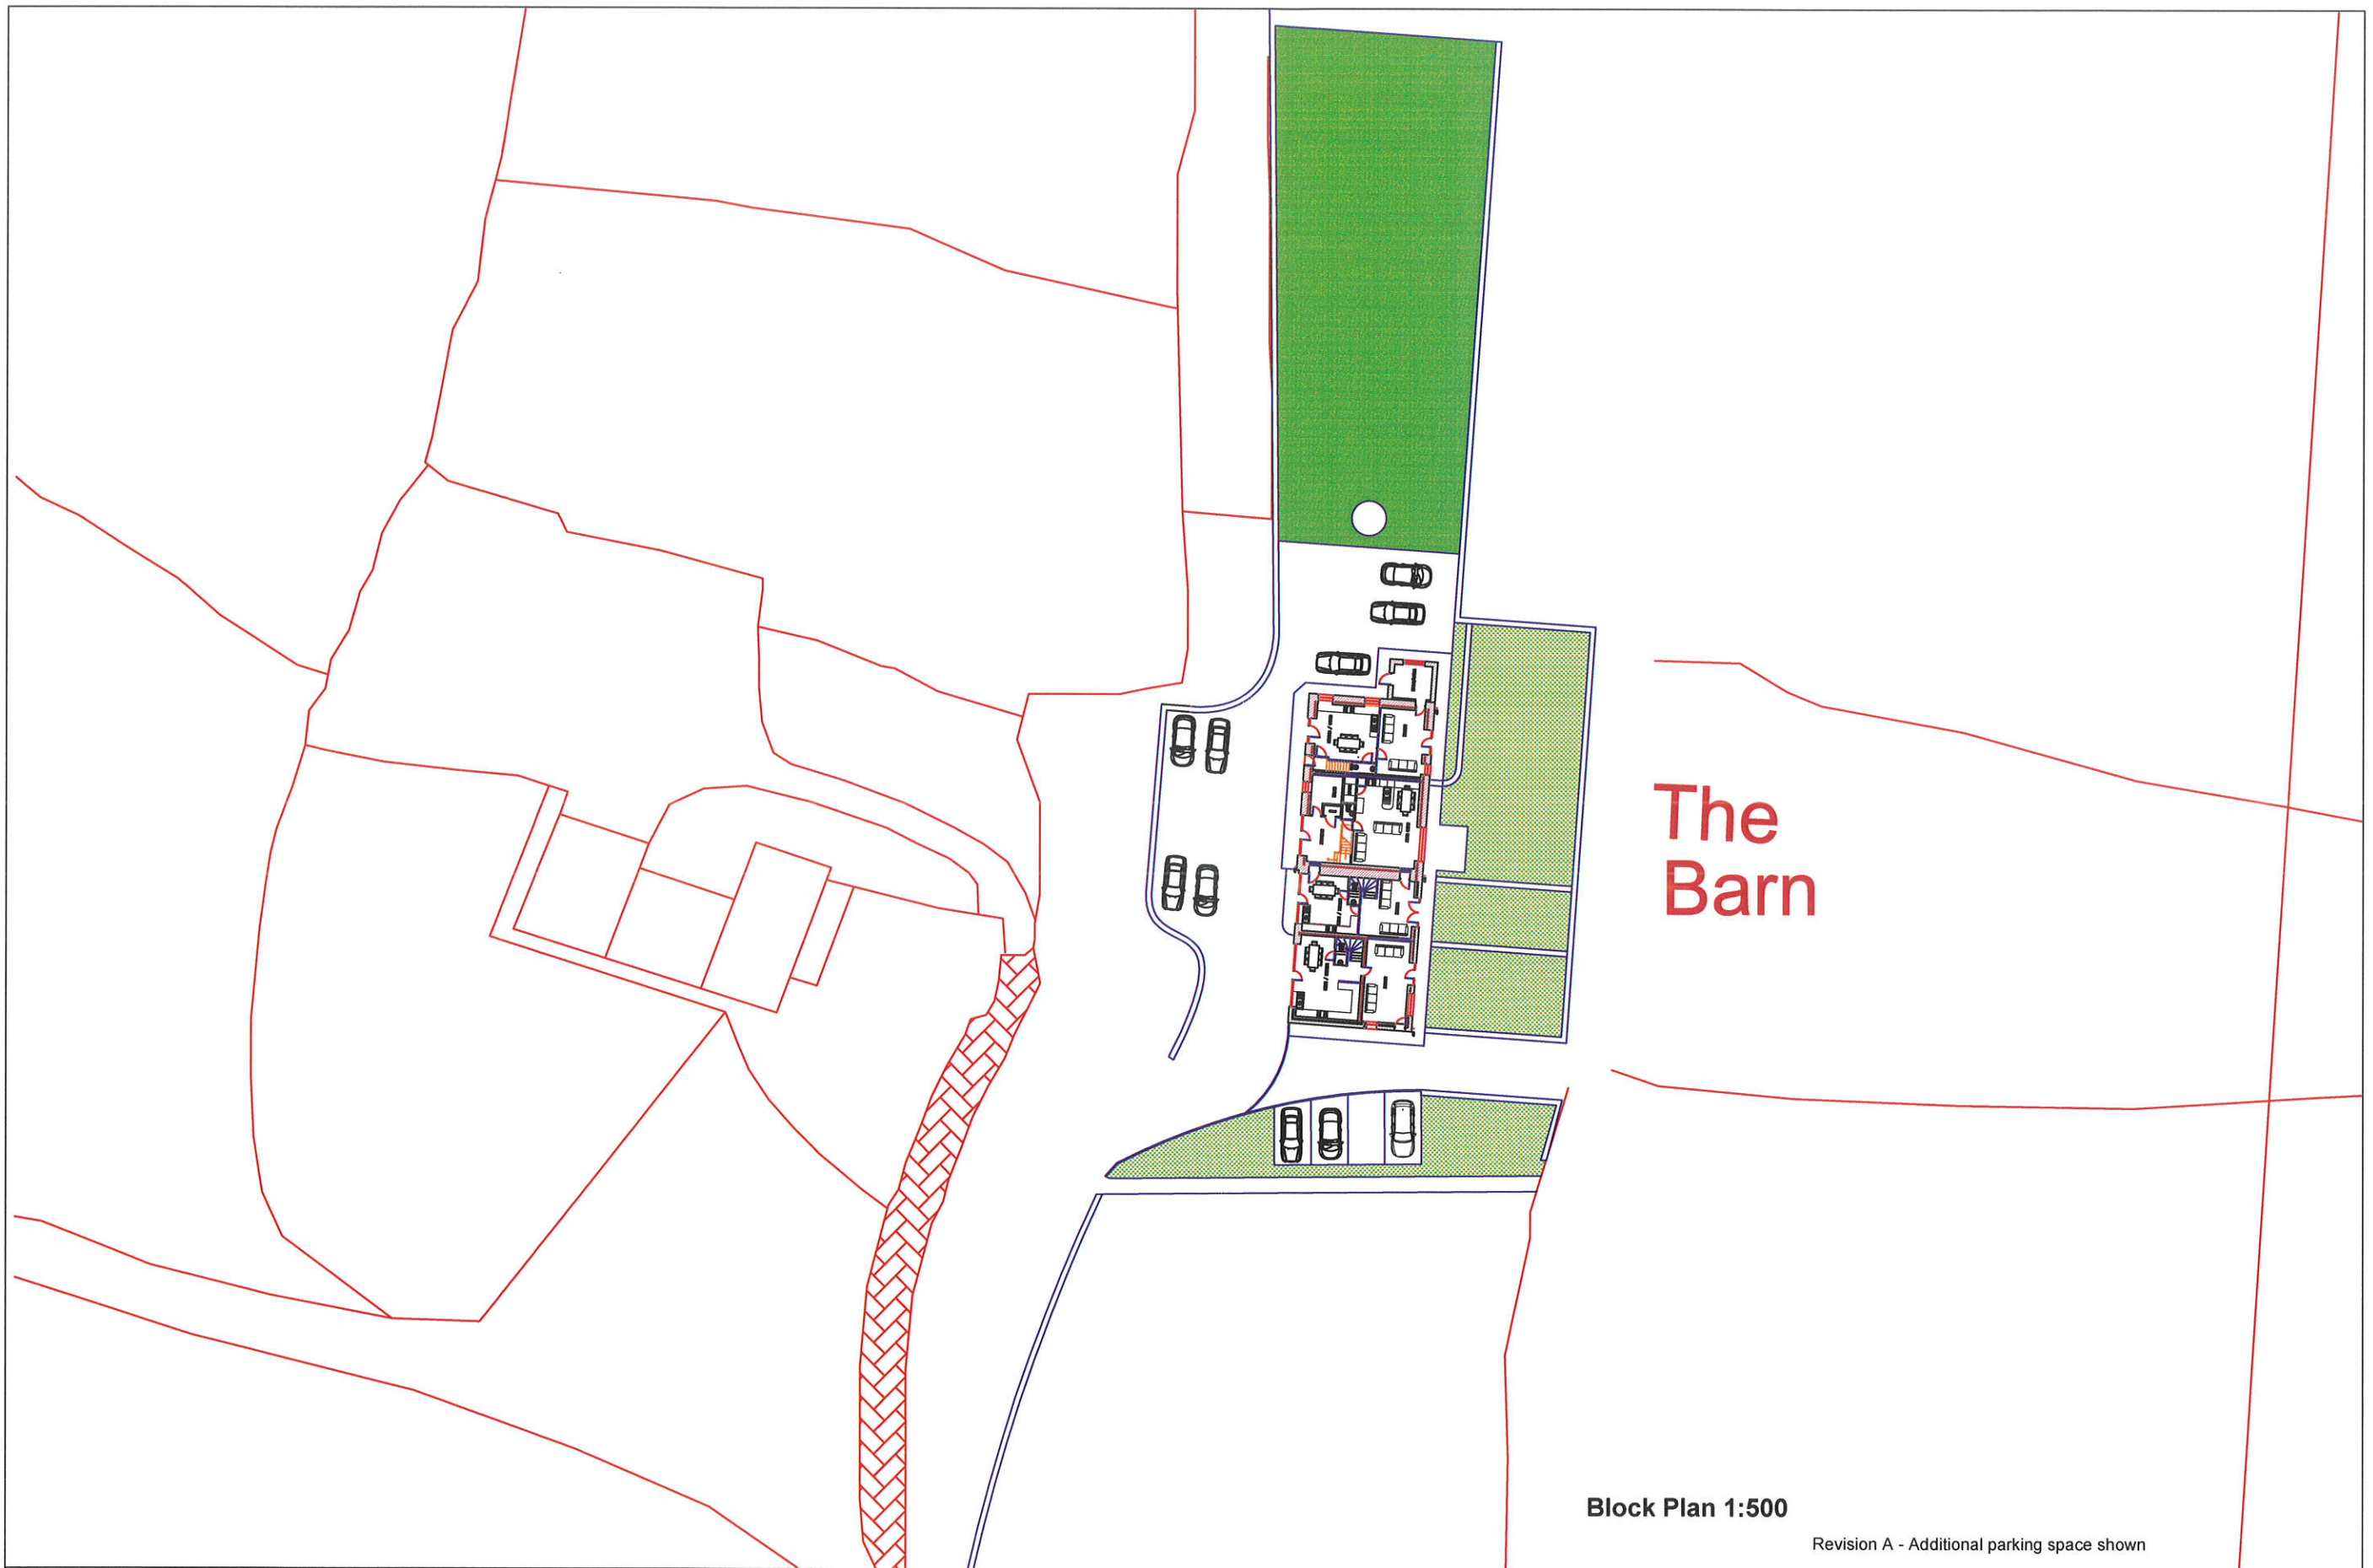 The
Barn
Block Plan 1:500
Revision A - Additional parking space shown